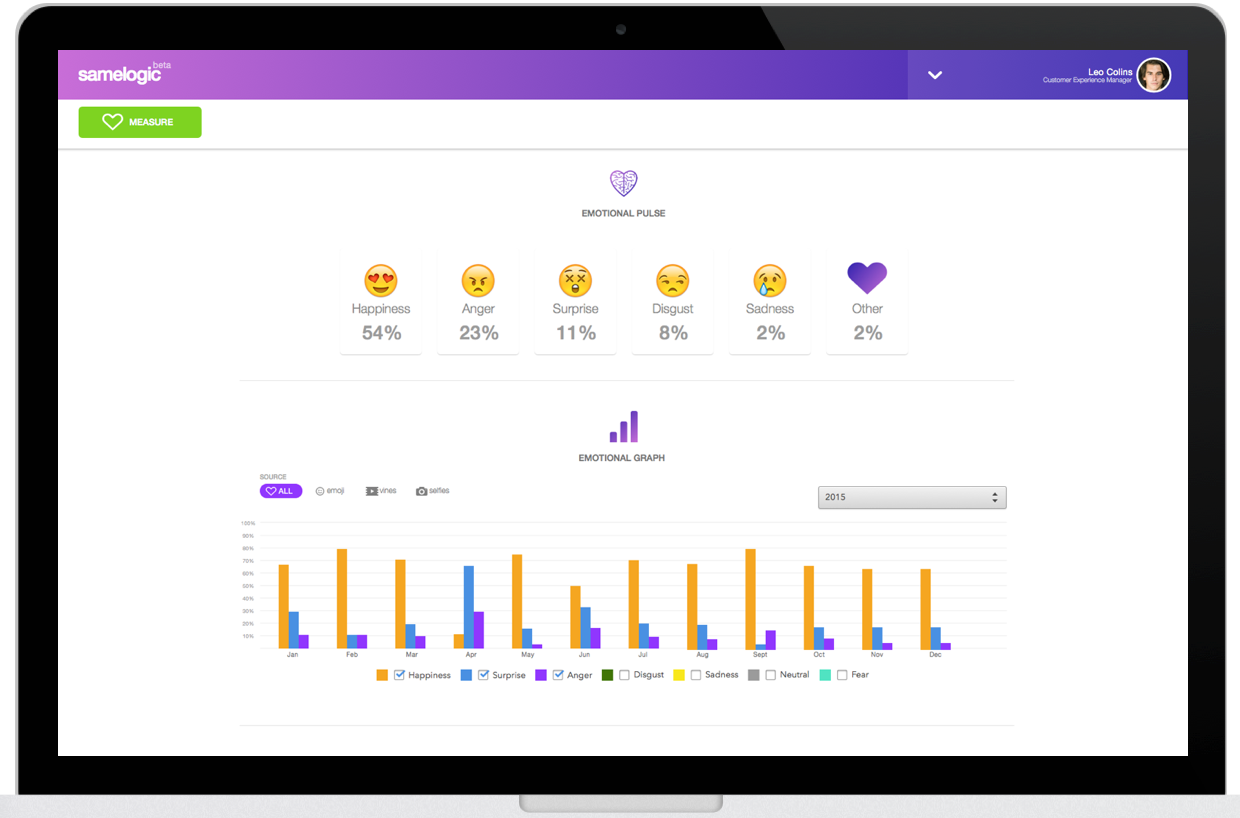 samelogic beta
Leo Colins
Customer Experience Manager
MEASURE
EMOTIONAL PULSE
Happiness Anger Surprise Disgust Sadness Other
54% 23% 11% 8% 2% 2%
EMOTIONAL GRAPH
SOURCE
ALL emoji vines selfies
2015
100%
90%
80%
70%
60%
50%
40%
30%
20%
10%
Jan Feb Mar Apr May Jun Jul Aug Sept Oct Nov Dec
Happiness Surprise Anger Disgust Sadness Neutral Fear